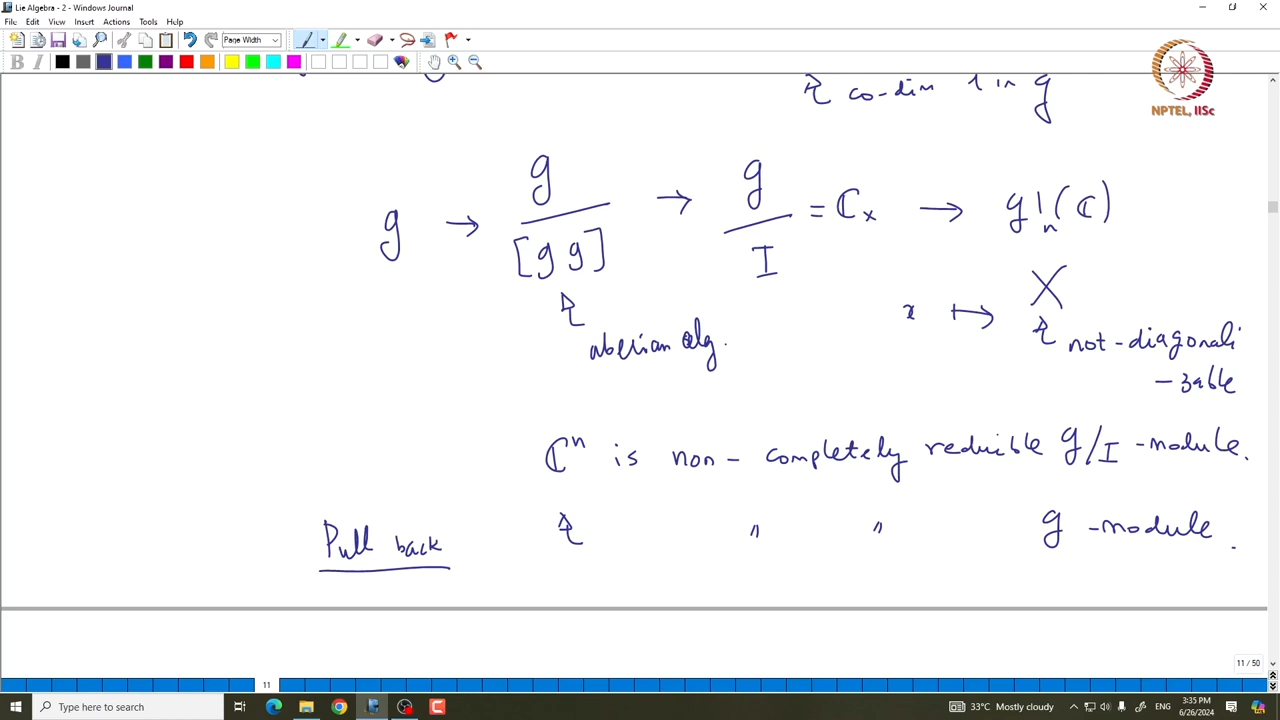 Lie Algebra - 2 - Windows Journal
File Edit View Insert Actions Tools Help
Page Width
B I
NPTEL, IISc
co-dim 1 in g
g → g/[g g] → g/I = ℂx → gl_n(ℂ)
x ↦ X
abelian alg.
not-diagonali
-zable
ℂⁿ is non-completely reducible g/I -module.
Pull back " " g -module.
11 / 50
11
Type here to search
33°C Mostly cloudy
3:35 PM
6/26/2024